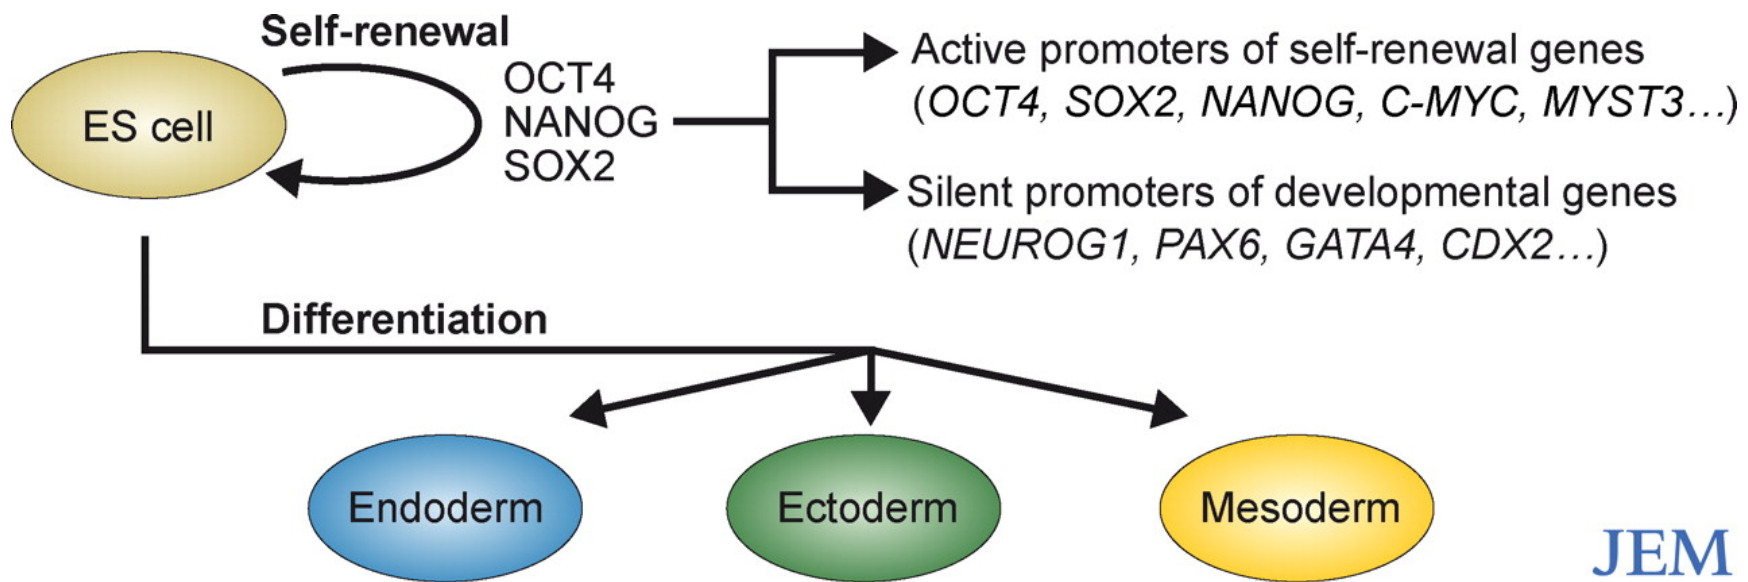 Self-renewal
ES cell
OCT4
NANOG
SOX2
Active promoters of self-renewal genes
(OCT4, SOX2, NANOG, C-MYC, MYST3...)
Silent promoters of developmental genes
(NEUROG1, PAX6, GATA4, CDX2...)
Differentiation
Endoderm
Ectoderm
Mesoderm
JEM